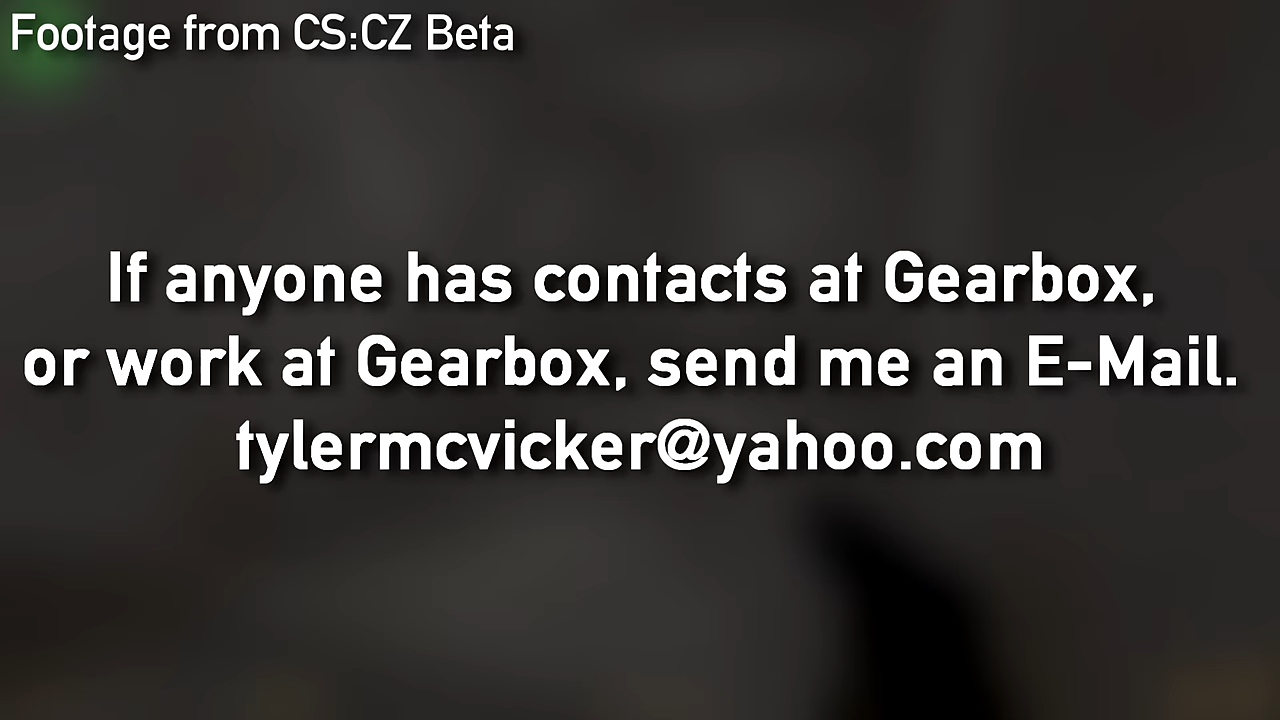 Footage from CS:CZ Beta
If anyone has contacts at Gearbox,
or work at Gearbox, send me an E-Mail.
tylermcvicker@yahoo.com